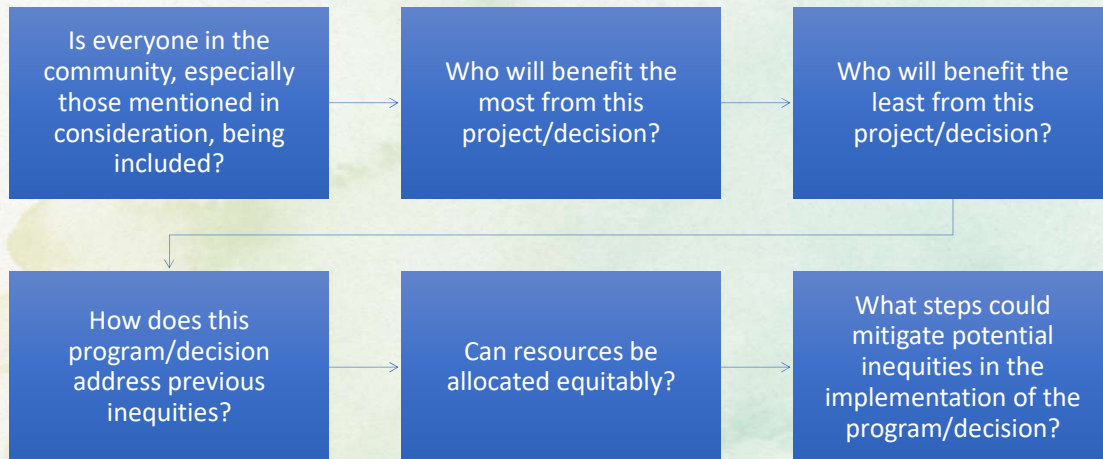 Is everyone in the
community, especially
those mentioned in
consideration, being
included?
Who will benefit the
most from this
project/decision?
Who will benefit the
least from this
project/decision?
How does this
program/decision
address previous
inequities?
Can resources be
allocated equitably?
What steps could
mitigate potential
inequities in the
implementation of the
program/decision?